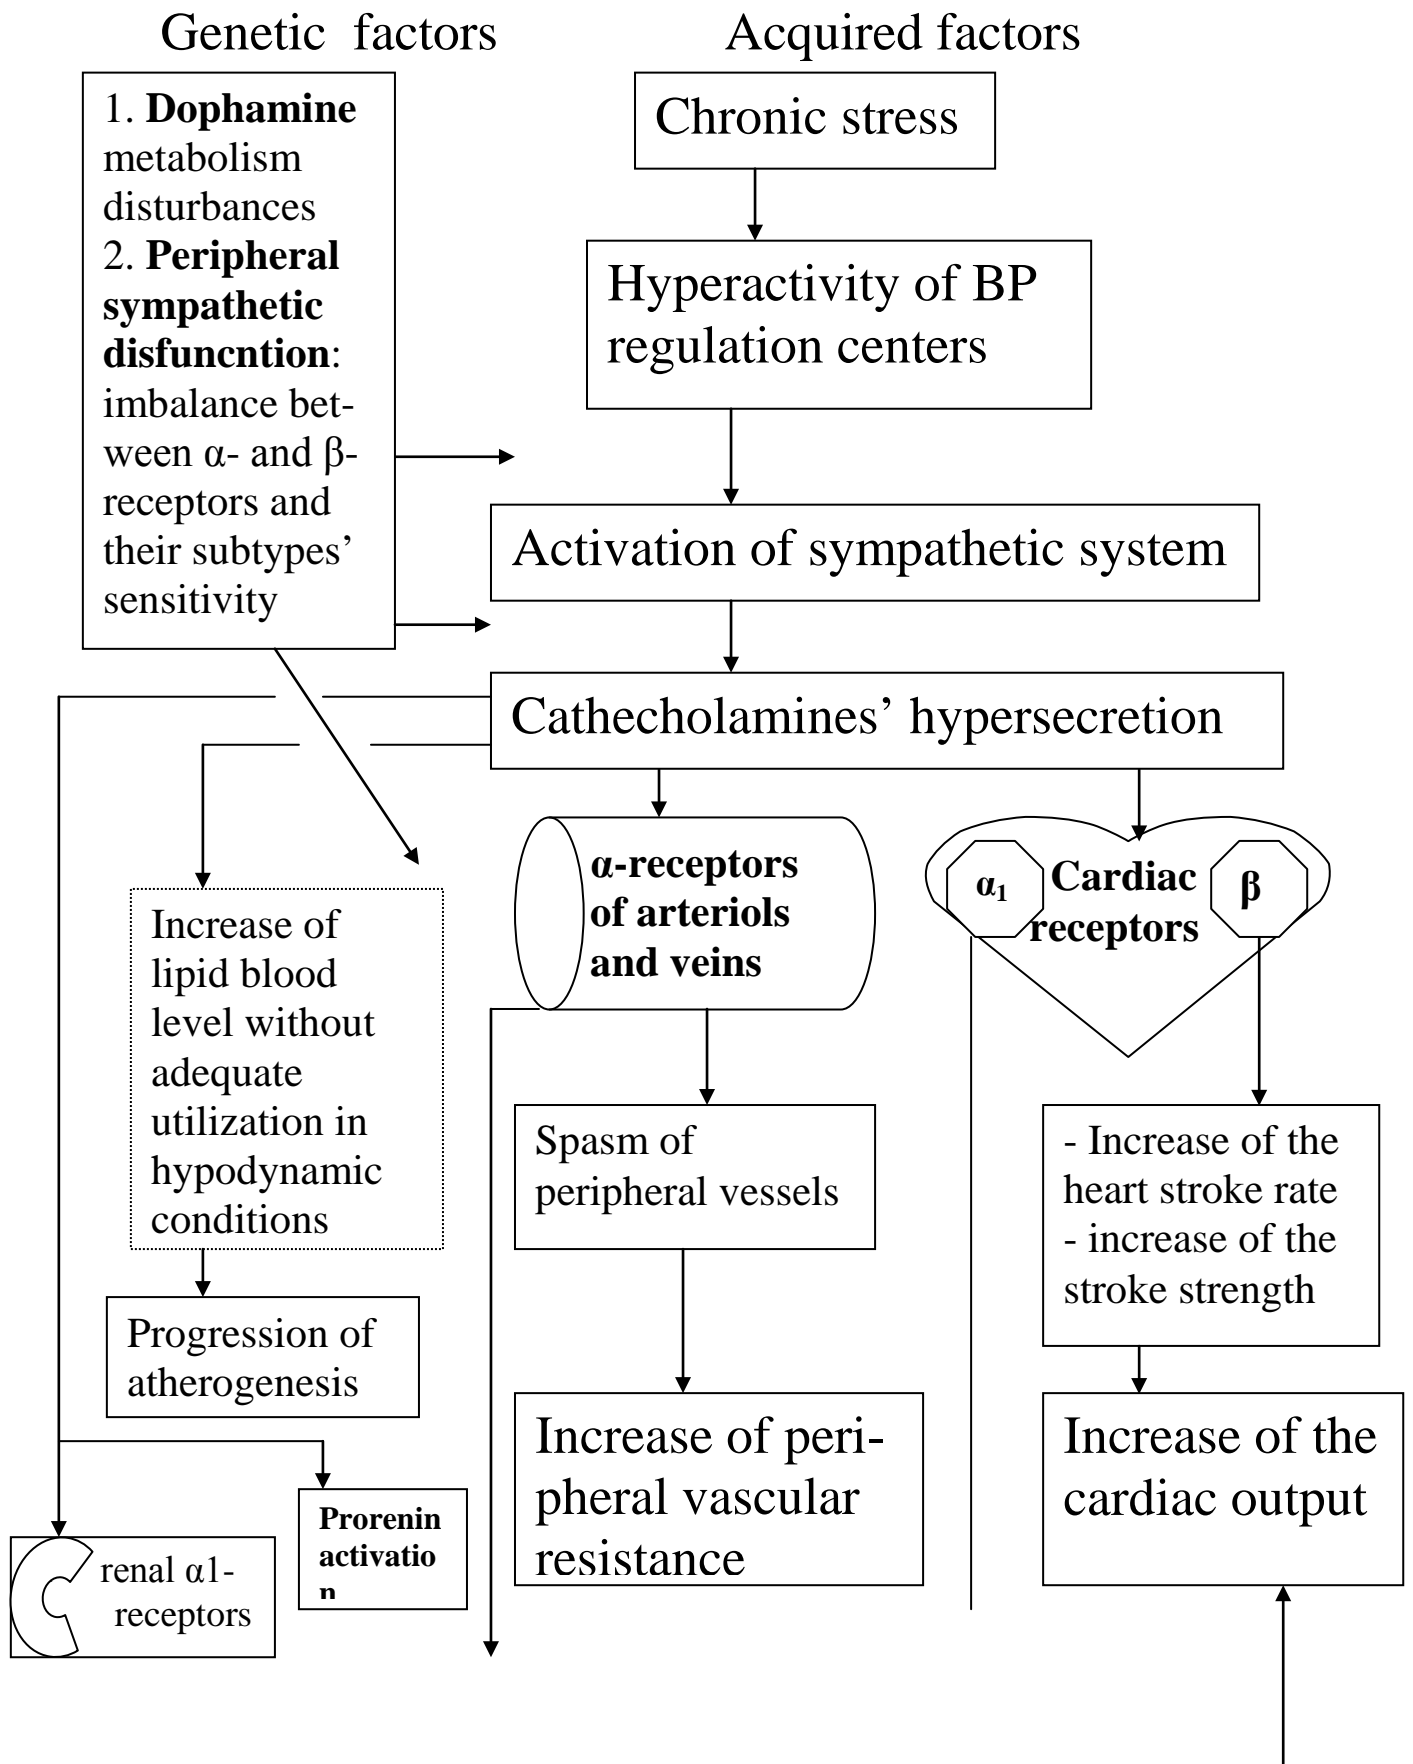 Genetic factors
Acquired factors
1. Dophamine
metabolism
disturbances
2. Peripheral
sympathetic
disfuncntion:
imbalance bet-
ween α- and β-
receptors and
their subtypes’
sensitivity
Chronic stress
Hyperactivity of BP
regulation centers
Activation of sympathetic system
Cathecholamines’ hypersecretion
α-receptors
of arteriols
and veins
α1
Cardiac
receptors
β
Increase of
lipid blood
level without
adequate
utilization in
hypodynamic
conditions
Spasm of
peripheral vessels
- Increase of the
heart stroke rate
- increase of the
stroke strength
Progression of
atherogenesis
Increase of peri-
pheral vascular
resistance
Increase of the
cardiac output
Prorenin
activatio
n
renal α1-
receptors